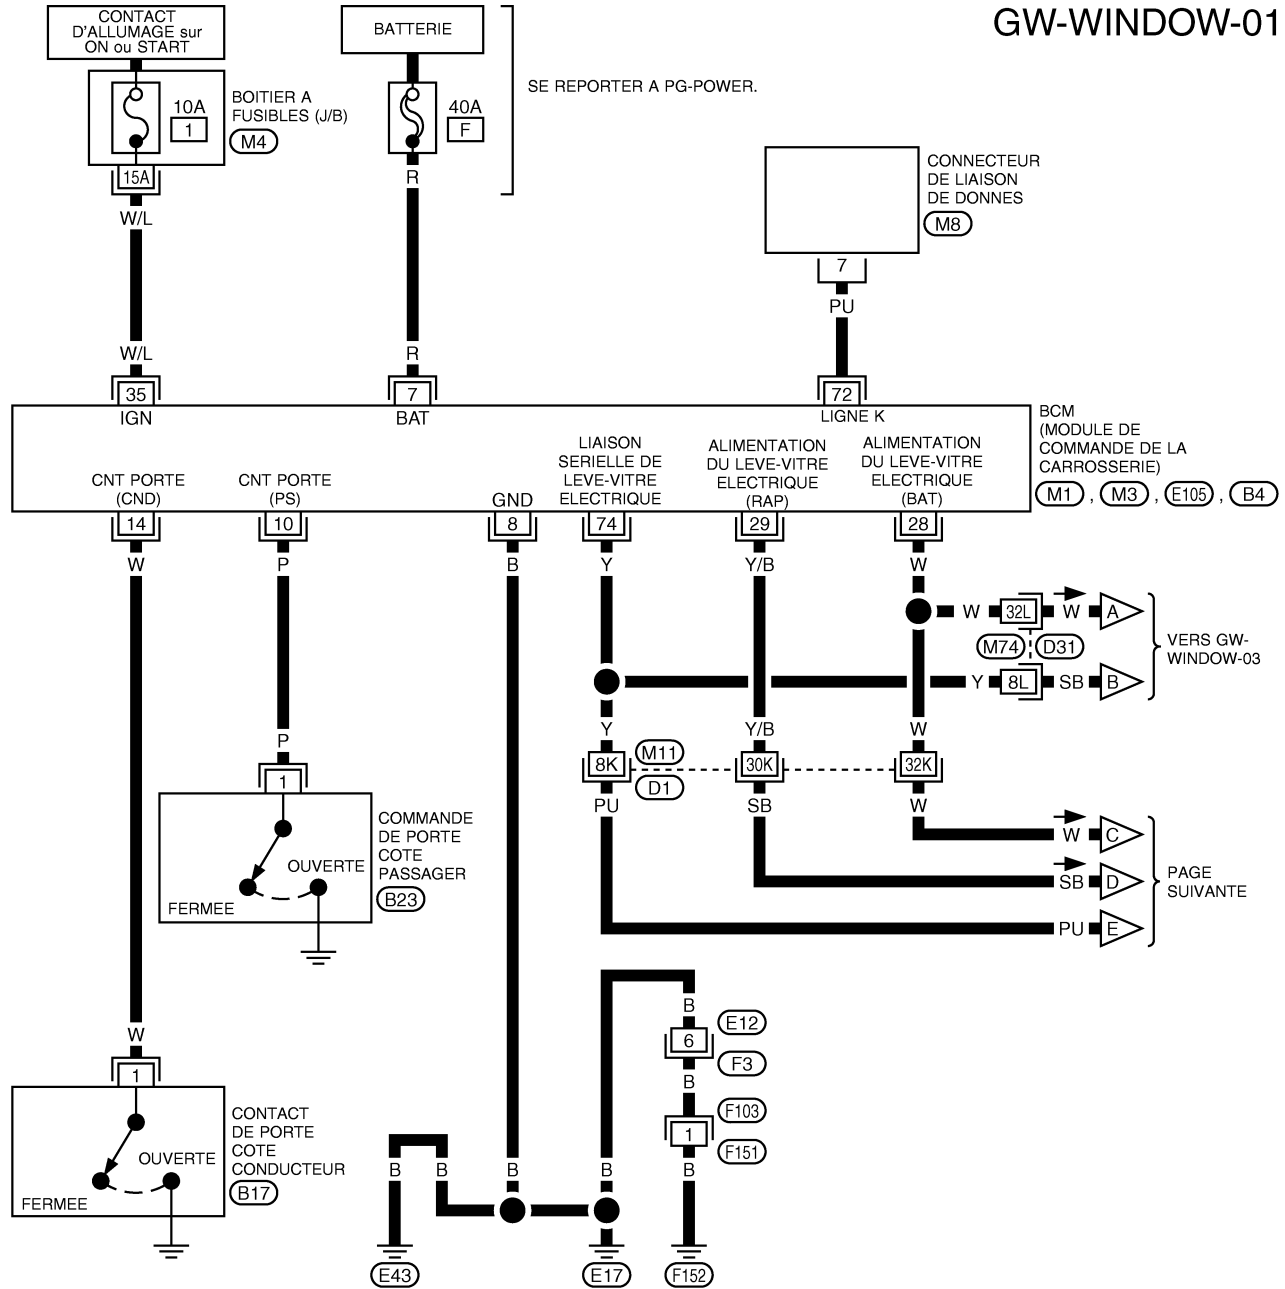 GW-WINDOW-01
CONTACT
D'ALLUMAGE sur
ON ou START
BATTERIE
SE REPORTER A PG-POWER.
10A
1
BOITIER A
FUSIBLES (J/B)
M4
40A
F
15A
R
W/L
CONNECTEUR
DE LIAISON
DE DONNES
M8
7
PU
W/L
R
35
7
72
IGN
BAT
LIGNE K
BCM
(MODULE DE
COMMANDE DE LA
CARROSSERIE)
M1 , M3 , E105 , B4
CNT PORTE
(CND)
CNT PORTE
(PS)
GND
LIAISON
SERIELLE DE
LEVE-VITRE
ELECTRIQUE
ALIMENTATION
DU LEVE-VITRE
ELECTRIQUE
(RAP)
ALIMENTATION
DU LEVE-VITRE
ELECTRIQUE
(BAT)
14
10
8
74
29
28
W
P
B
Y
Y/B
W
W
32L
W
A
M74
D31
VERS GW-
WINDOW-03
Y
8L
SB
B
P
Y
Y/B
W
8K
M11
D1
30K
32K
PU
SB
W
W
C
SB
D
PU
E
PAGE
SUIVANTE
1
COMMANDE
DE PORTE
COTE
PASSAGER
B23
OUVERTE
FERMEE
W
1
CONTACT
DE PORTE
COTE
CONDUCTEUR
B17
OUVERTE
FERMEE
B
6
E12
F3
B
1
F103
F151
B
B
B
B
B
E43
E17
F152